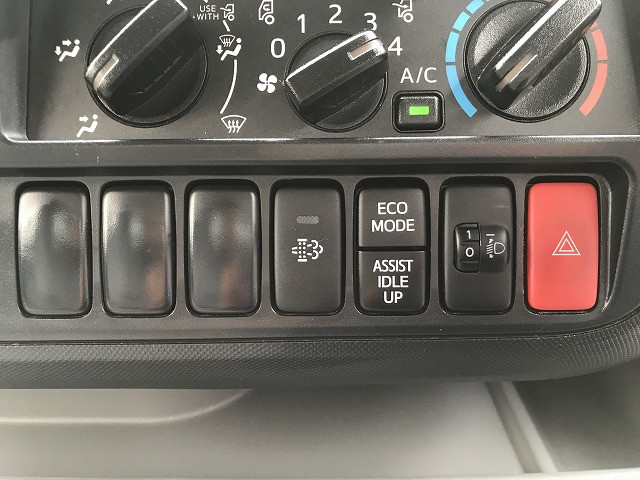 USE
WITH
0 1 2 3 4
A/C
ECO
MODE
ASSIST
IDLE
UP
1
0